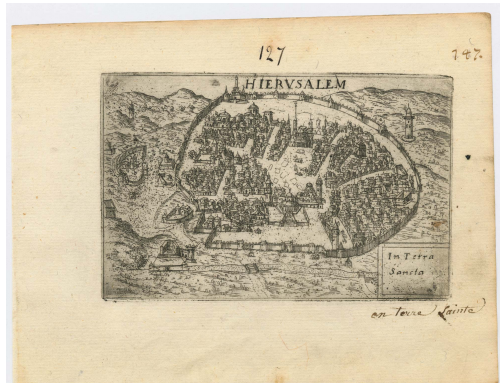 127
147.
HIERVSALEM
In Terra
Sancta
en Terre Sainte